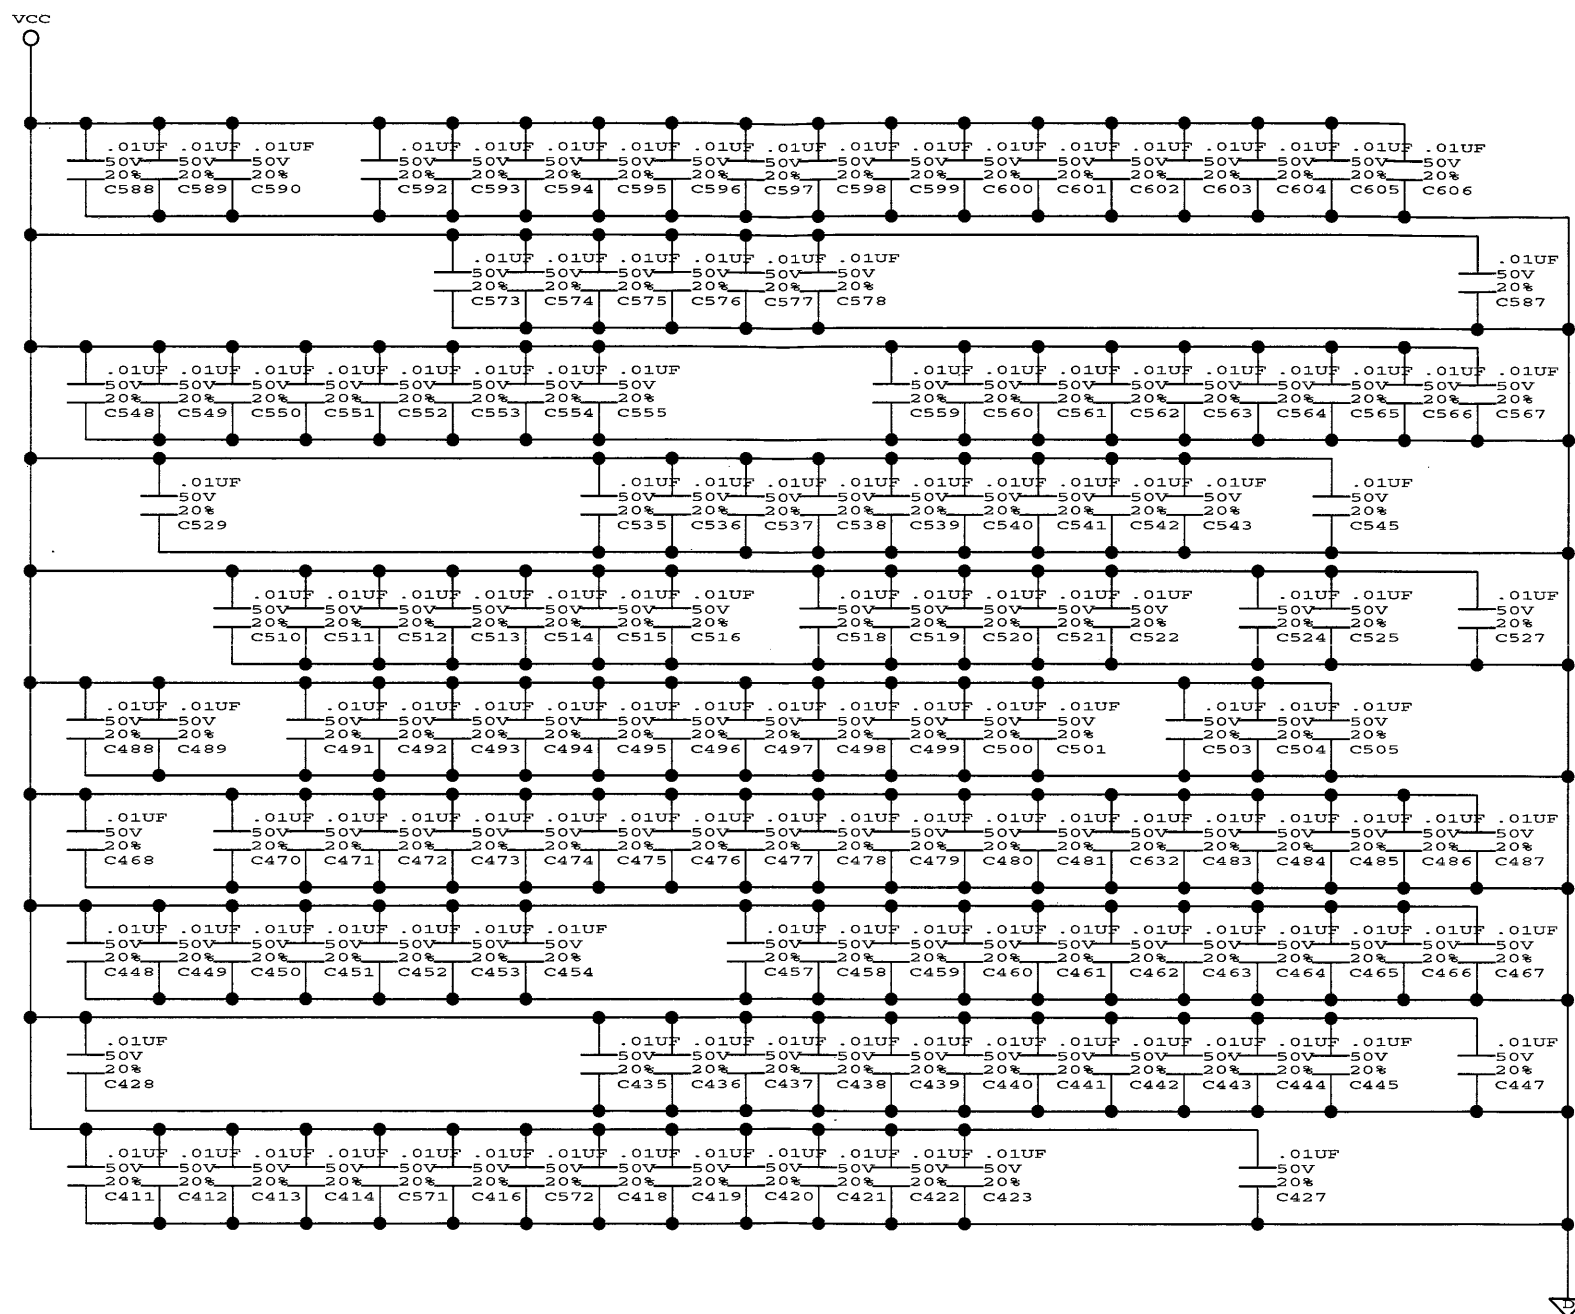 VCC
.01UF .01UF .01UF .01UF .01UF .01UF .01UF .01UF .01UF .01UF .01UF .01UF .01UF .01UF .01UF .01UF .01UF .01UF
50V 50V 50V 50V 50V 50V 50V 50V 50V 50V 50V 50V 50V 50V 50V 50V 50V 50V
20% 20% 20% 20% 20% 20% 20% 20% 20% 20% 20% 20% 20% 20% 20% 20% 20% 20%
C588 C589 C590 C592 C593 C594 C595 C596 C597 C598 C599 C600 C601 C602 C603 C604 C605 C606
.01UF .01UF .01UF .01UF .01UF .01UF .01UF
50V 50V 50V 50V 50V 50V 50V
20% 20% 20% 20% 20% 20% 20%
C573 C574 C575 C576 C577 C578 C587
.01UF .01UF .01UF .01UF .01UF .01UF .01UF .01UF .01UF .01UF .01UF .01UF .01UF .01UF .01UF .01UF .01UF
50V 50V 50V 50V 50V 50V 50V 50V 50V 50V 50V 50V 50V 50V 50V 50V 50V
20% 20% 20% 20% 20% 20% 20% 20% 20% 20% 20% 20% 20% 20% 20% 20% 20%
C548 C549 C550 C551 C552 C553 C554 C555 C559 C560 C561 C562 C563 C564 C565 C566 C567
.01UF .01UF .01UF .01UF .01UF .01UF .01UF .01UF .01UF .01UF .01UF
50V 50V 50V 50V 50V 50V 50V 50V 50V 50V 50V
20% 20% 20% 20% 20% 20% 20% 20% 20% 20% 20%
C529 C535 C536 C537 C538 C539 C540 C541 C542 C543 C545
.01UF .01UF .01UF .01UF .01UF .01UF .01UF .01UF .01UF .01UF .01UF .01UF .01UF .01UF .01UF
50V 50V 50V 50V 50V 50V 50V 50V 50V 50V 50V 50V 50V 50V 50V
20% 20% 20% 20% 20% 20% 20% 20% 20% 20% 20% 20% 20% 20% 20%
C510 C511 C512 C513 C514 C515 C516 C518 C519 C520 C521 C522 C524 C525 C527
.01UF .01UF .01UF .01UF .01UF .01UF .01UF .01UF .01UF .01UF .01UF .01UF .01UF .01UF .01UF .01UF
50V 50V 50V 50V 50V 50V 50V 50V 50V 50V 50V 50V 50V 50V 50V 50V
20% 20% 20% 20% 20% 20% 20% 20% 20% 20% 20% 20% 20% 20% 20% 20%
C488 C489 C491 C492 C493 C494 C495 C496 C497 C498 C499 C500 C501 C503 C504 C505
.01UF .01UF .01UF .01UF .01UF .01UF .01UF .01UF .01UF .01UF .01UF .01UF .01UF .01UF .01UF .01UF .01UF .01UF .01UF
50V 50V 50V 50V 50V 50V 50V 50V 50V 50V 50V 50V 50V 50V 50V 50V 50V 50V 50V
20% 20% 20% 20% 20% 20% 20% 20% 20% 20% 20% 20% 20% 20% 20% 20% 20% 20% 20%
C468 C470 C471 C472 C473 C474 C475 C476 C477 C478 C479 C480 C481 C632 C483 C484 C485 C486 C487
.01UF .01UF .01UF .01UF .01UF .01UF .01UF .01UF .01UF .01UF .01UF .01UF .01UF .01UF .01UF .01UF .01UF .01UF
50V 50V 50V 50V 50V 50V 50V 50V 50V 50V 50V 50V 50V 50V 50V 50V 50V 50V
20% 20% 20% 20% 20% 20% 20% 20% 20% 20% 20% 20% 20% 20% 20% 20% 20% 20%
C448 C449 C450 C451 C452 C453 C454 C457 C458 C459 C460 C461 C462 C463 C464 C465 C466 C467
.01UF .01UF .01UF .01UF .01UF .01UF .01UF .01UF .01UF .01UF .01UF .01UF .01UF
50V 50V 50V 50V 50V 50V 50V 50V 50V 50V 50V 50V 50V
20% 20% 20% 20% 20% 20% 20% 20% 20% 20% 20% 20% 20%
C428 C435 C436 C437 C438 C439 C440 C441 C442 C443 C444 C445 C447
.01UF .01UF .01UF .01UF .01UF .01UF .01UF .01UF .01UF .01UF .01UF .01UF .01UF .01UF
50V 50V 50V 50V 50V 50V 50V 50V 50V 50V 50V 50V 50V 50V
20% 20% 20% 20% 20% 20% 20% 20% 20% 20% 20% 20% 20% 20%
C411 C412 C413 C414 C571 C416 C572 C418 C419 C420 C421 C422 C423 C427
D